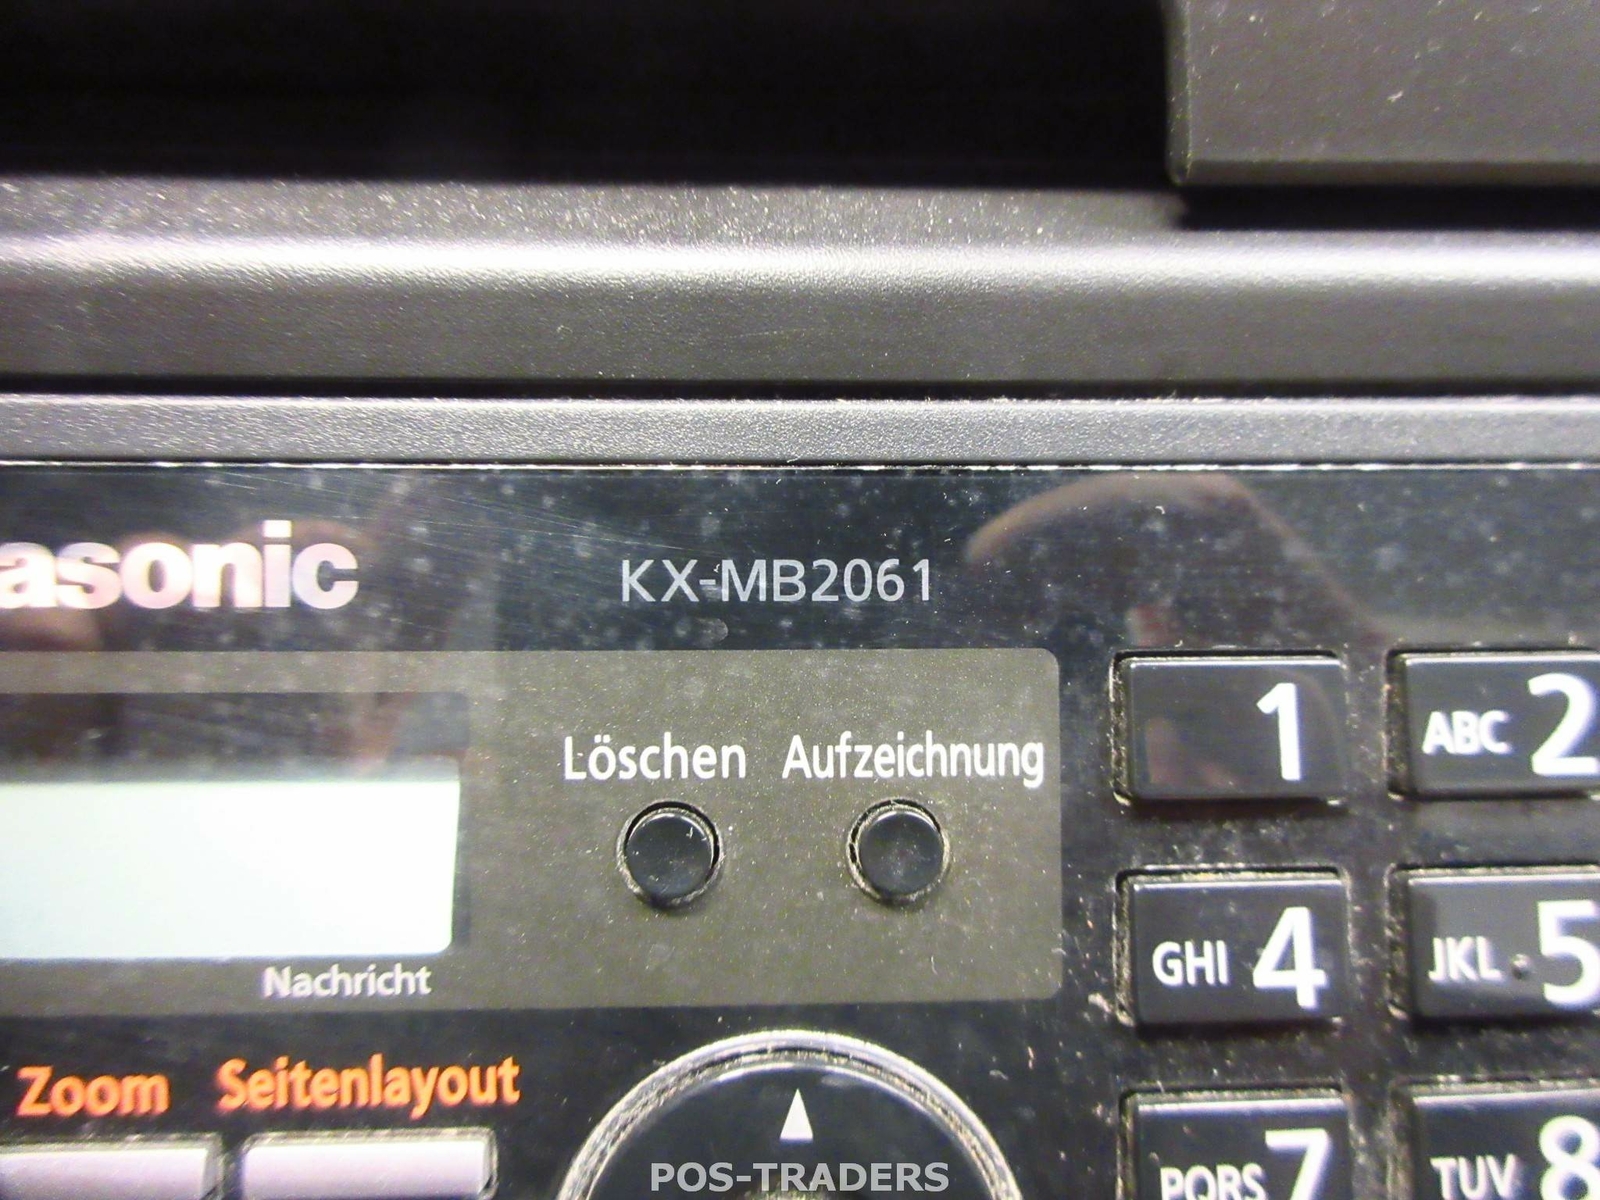 asonic KX-MB2061
1 ABC 2
Löschen Aufzeichnung
GHI 4 JKL 5
Nachricht
Zoom Seitenlayout
PQRS 7 TUV 8
POS-TRADERS